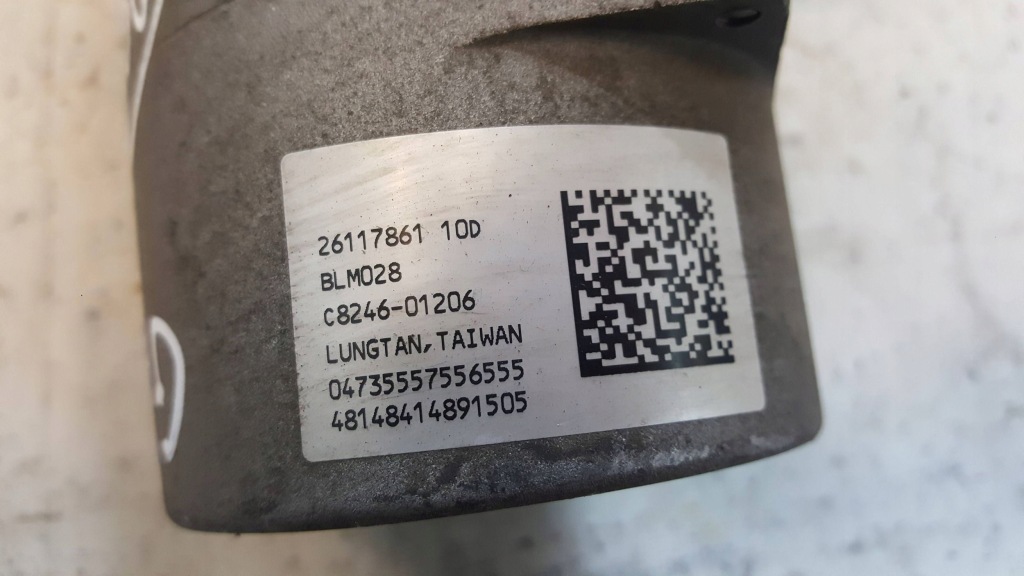 26117861 10D
BLM028
C8246-01206
LUNGTAN, TAIWAN
04735557556555
48148414891505